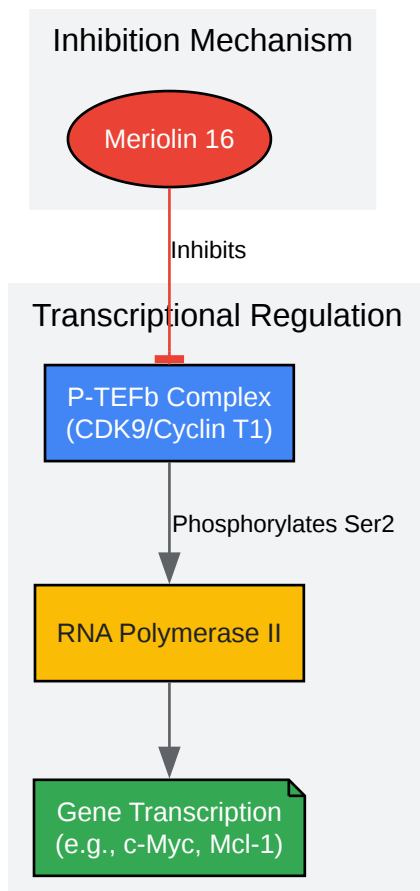 Inhibition Mechanism
Meriolin 16
Inhibits
Transcriptional Regulation
P-TEFb Complex
(CDK9/Cyclin T1)
Phosphorylates Ser2
RNA Polymerase II
Gene Transcription
(e.g., c-Myc, Mcl-1)